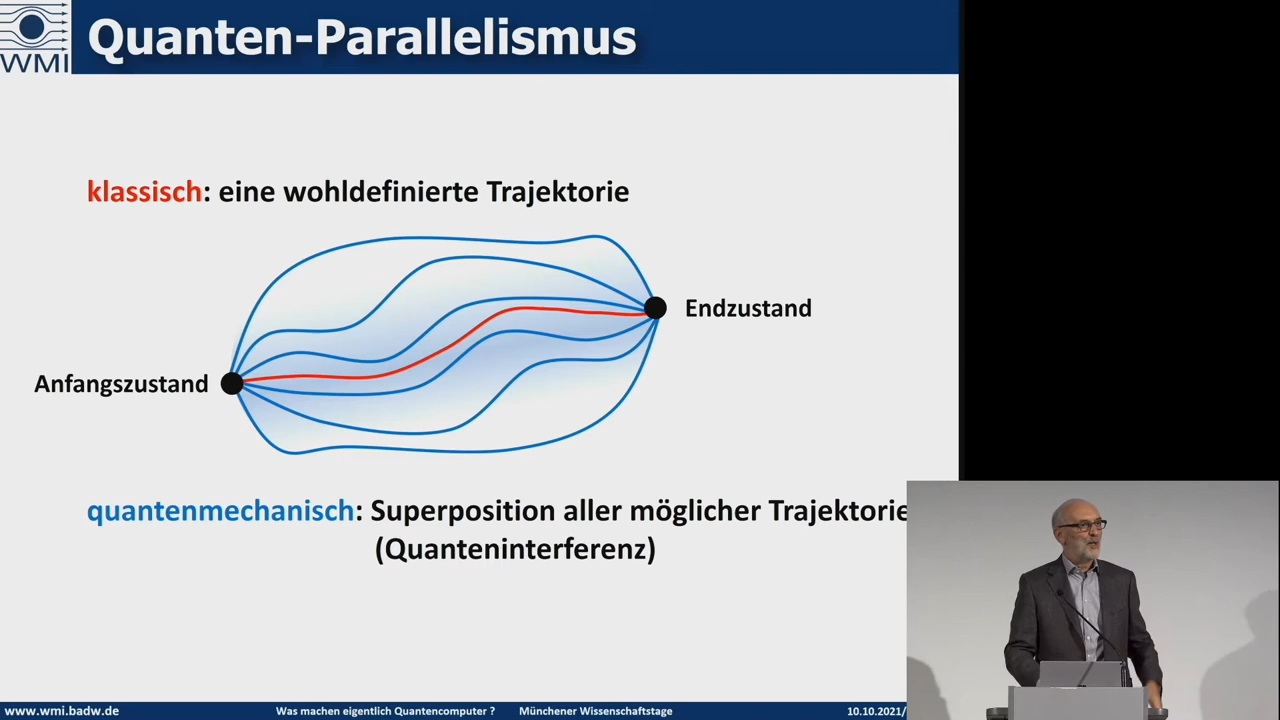 WMI
Quanten-Parallelismus
klassisch: eine wohldefinierte Trajektorie
Endzustand
Anfangszustand
quantenmechanisch: Superposition aller möglicher Trajektorie
(Quanteninterferenz)
www.wmi.badw.de
Was machen eigentlich Quantencomputer ?
Münchener Wissenschaftstage
10.10.2021/